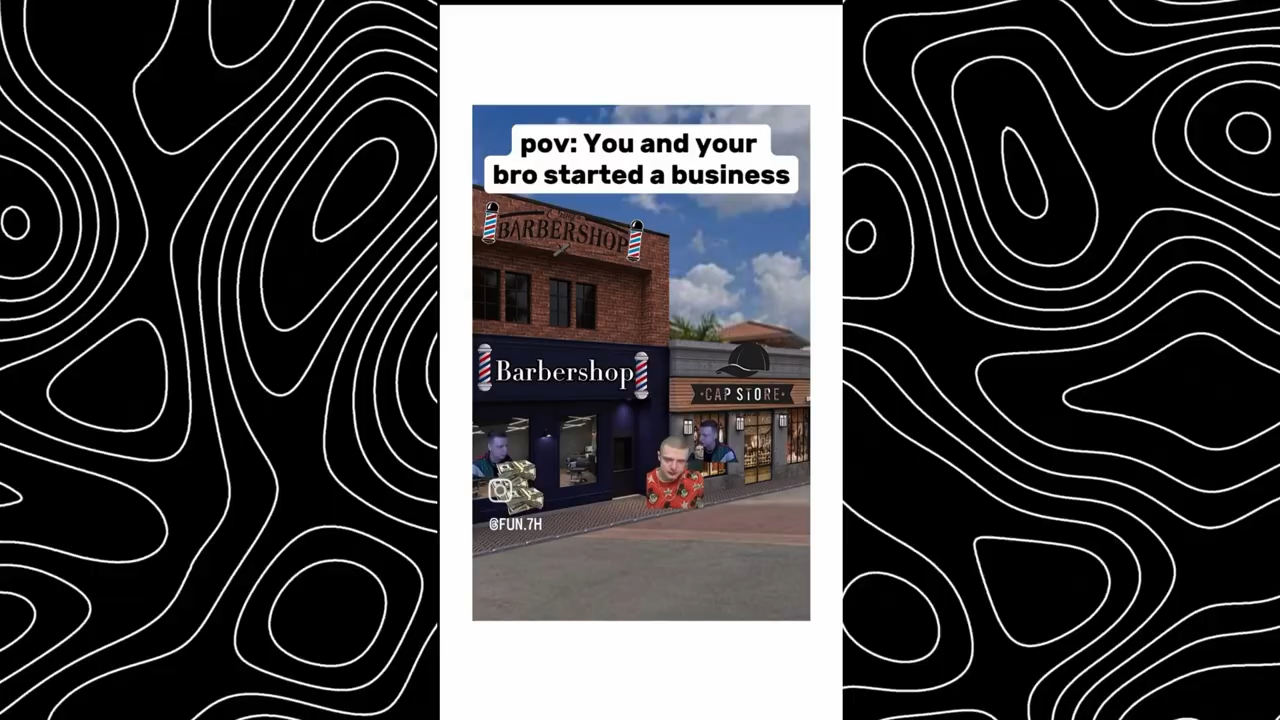 pov: You and your
bro started a business
BARBERSHOP
Barbershop
CAP STORE
@FUN.7H